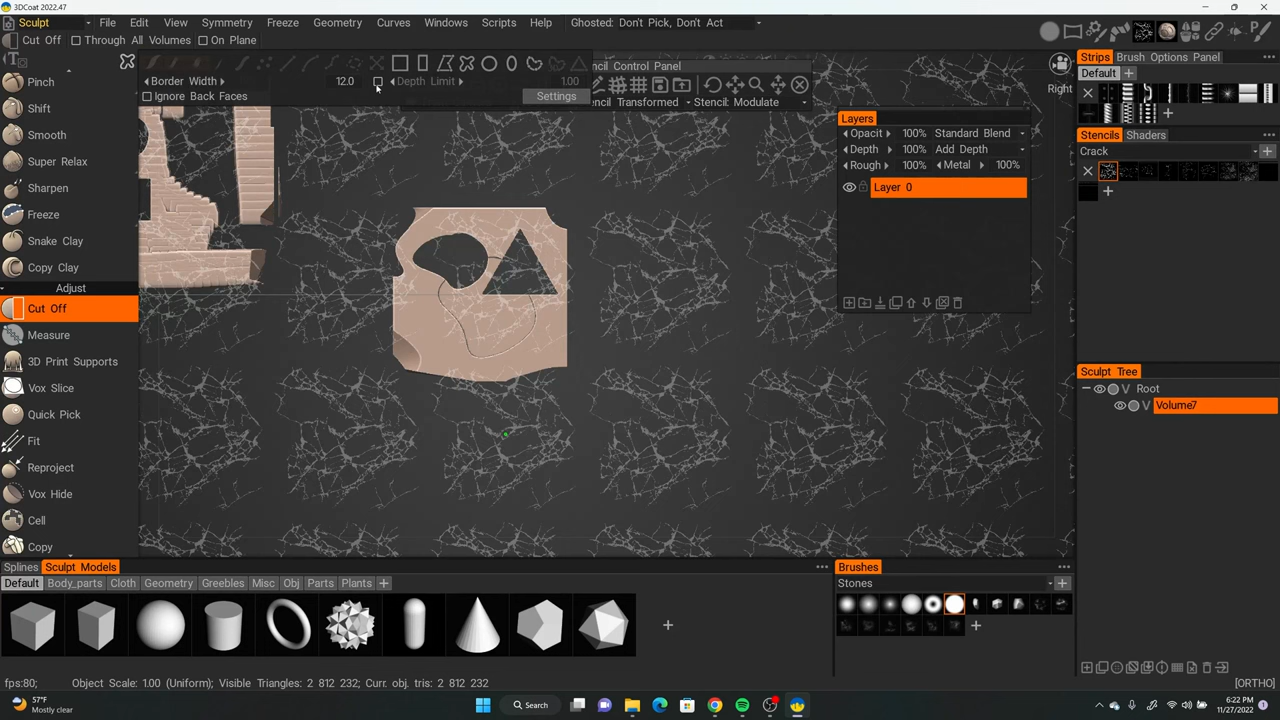 3DCoat 2022.47
Sculpt File Edit View Symmetry Freeze Geometry Curves Windows Scripts Help Ghosted: Don't Pick, Don't Act
Cut Off Through All Volumes On Plane
ncil Control Panel
Border Width 12.0 Depth Limit 1.00
Ignore Back Faces Settings
ncil Transformed Stencil: Modulate
Right
Pinch
Shift
Smooth
Super Relax
Sharpen
Freeze
Snake Clay
Copy Clay
Adjust
Cut Off
Measure
3D Print Supports
Vox Slice
Quick Pick
Fit
Reproject
Vox Hide
Cell
Copy
Layers
Opacit 100% Standard Blend
Depth 100% Add Depth
Rough 100% Metal 100%
Layer 0
Strips Brush Options Panel
Default
Stencils Shaders
Crack
Sculpt Tree
V Root
V Volume7
Splines Sculpt Models
Default Body_parts Cloth Geometry Greebles Misc Obj Parts Plants
Brushes
Stones
fps:80; Object Scale: 1.00 (Uniform); Visible Triangles: 2 812 232; Curr. obj. tris: 2 812 232; [ORTHO]
57°F
Mostly clear
Search
6:22 PM
11/27/2022